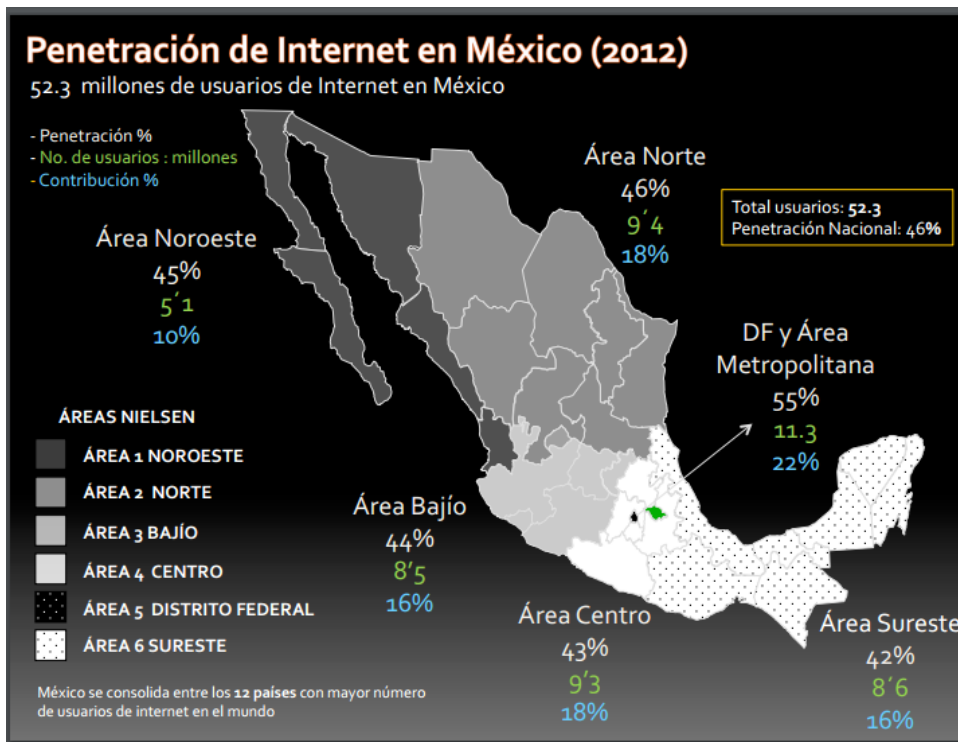 Penetración de Internet en México (2012)
52.3 millones de usuarios de Internet en México
- Penetración %
- No. de usuarios : millones
- Contribución %
Área Norte
46%
9´4
18%
Total usuarios: 52.3
Penetración Nacional: 46%
Área Noroeste
45%
5´1
10%
DF y Área
Metropolitana
55%
11.3
22%
ÁREAS NIELSEN
ÁREA 1 NOROESTE
ÁREA 2 NORTE
ÁREA 3 BAJÍO
ÁREA 4 CENTRO
ÁREA 5 DISTRITO FEDERAL
ÁREA 6 SURESTE
Área Bajío
44%
8’5
16%
Área Centro
43%
9’3
18%
Área Sureste
42%
8´6
16%
México se consolida entre los 12 países con mayor número
de usuarios de internet en el mundo